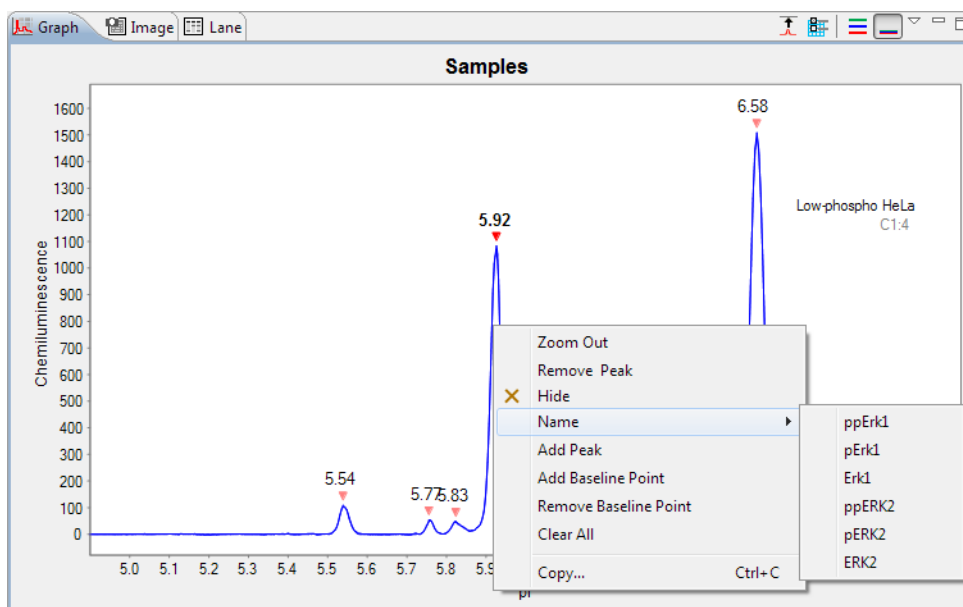 Graph Image Lane
Samples
1600
1500
1400
1300
1200
1100
1000
900
800
700
600
500
400
300
200
100
0
Chemiluminescence
6.58
5.92
5.54
5.77
5.83
Low-phospho HeLa
C1:4
Zoom Out
Remove Peak
Hide
Name
Add Peak
Add Baseline Point
Remove Baseline Point
Clear All
Copy... Ctrl+C
ppErk1
pErk1
Erk1
ppERK2
pERK2
ERK2
5.0 5.1 5.2 5.3 5.4 5.5 5.6 5.7 5.8 5.9